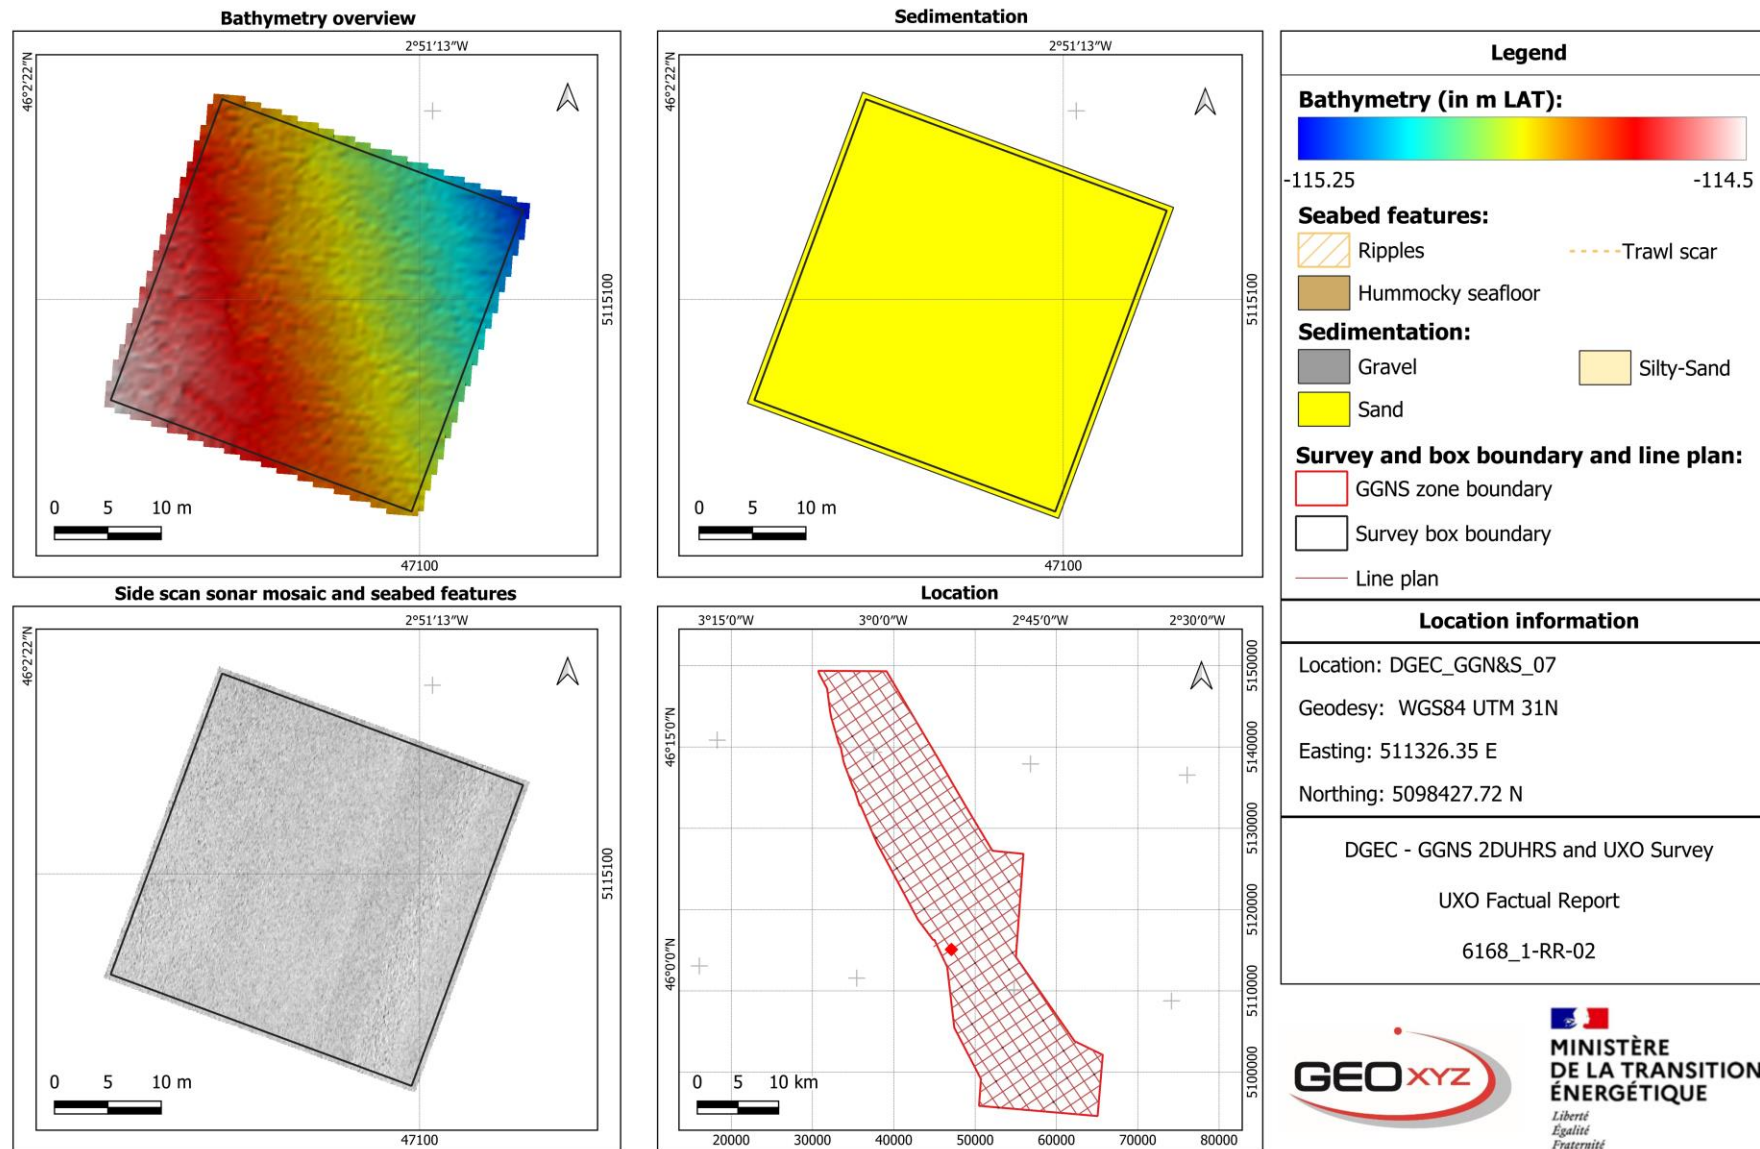 Bathymetry overview
2°51'13"W
46°2'22"N
5115100
0 5 10 m
47100
Sedimentation
2°51'13"W
46°2'22"N
5115100
0 5 10 m
47100
Side scan sonar mosaic and seabed features
2°51'13"W
46°2'22"N
5115100
0 5 10 m
47100
Location
3°15'0"W 3°0'0"W 2°45'0"W 2°30'0"W
46°15'0"N
46°0'0"N
5150000
5140000
5130000
5120000
5110000
5100000
0 5 10 km
20000 30000 40000 50000 60000 70000 80000
Legend
Bathymetry (in m LAT):
-115.25 -114.5
Seabed features:
Ripples Trawl scar
Hummocky seafloor
Sedimentation:
Gravel Silty-Sand
Sand
Survey and box boundary and line plan:
GGNS zone boundary
Survey box boundary
Line plan
Location information
Location: DGEC_GGN&S_07
Geodesy: WGS84 UTM 31N
Easting: 511326.35 E
Northing: 5098427.72 N
DGEC - GGNS 2DUHRS and UXO Survey
UXO Factual Report
6168_1-RR-02
GEOXYZ
MINISTÈRE
DE LA TRANSITION
ÉNERGÉTIQUE
Liberté
Égalité
Fraternité